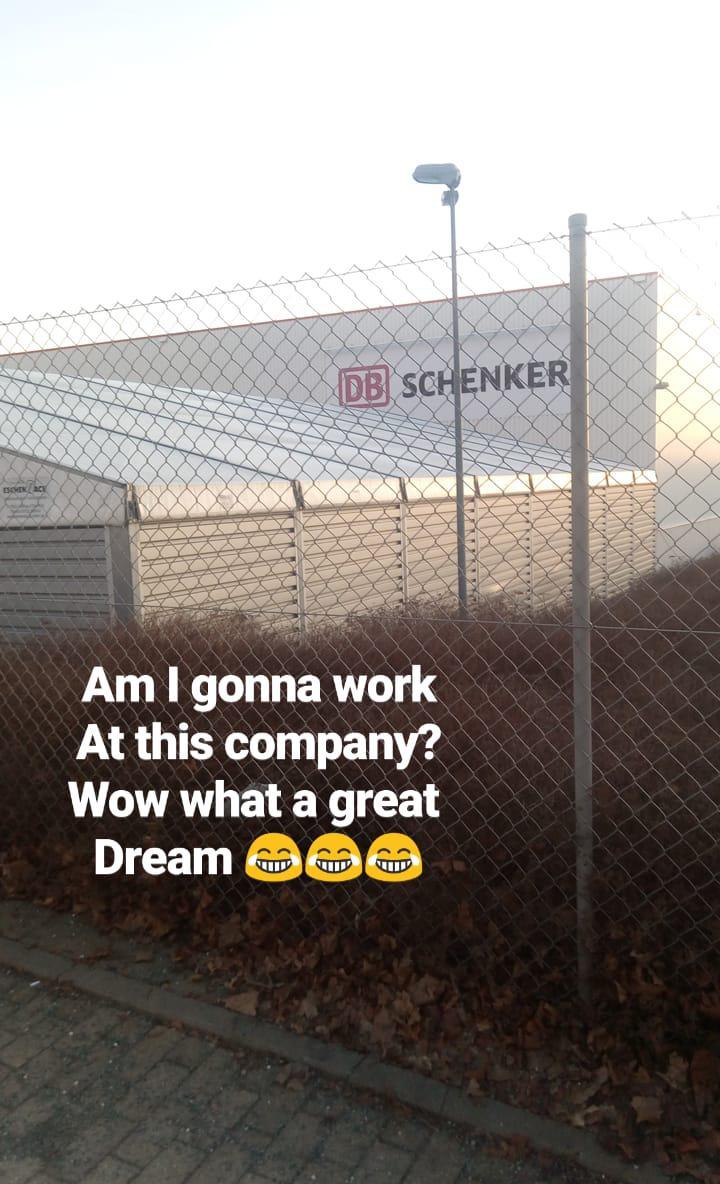 DB SCHENKER
Am I gonna work
At this company?
Wow what a great
Dream 😂😂😂